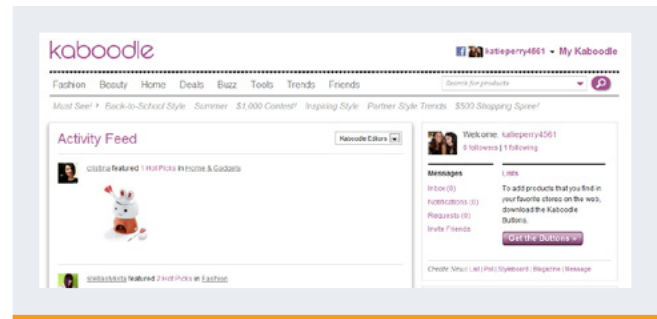 kaboodle
katieperry4561 My Kaboodle
Fashion Beauty Home Deals Buzz Tools Trends Friends
Search for products
Must See! Back-to-School Style Summer $1,000 Contest! Inspiring Style Partner Style Trends $500 Shopping Spree!
Activity Feed
Kaboodle Editors
cristina featured 1 Hot Picks in Home & Gadgets
stellastylista featured 2 Hot Picks in Fashion
Welcome, katieperry4561
0 followers | 1 following
Messages
Inbox (0)
Notifications (0)
Requests (0)
Invite Friends
Lists
To add products that you find in
your favorite stores on the web,
download the Kaboodle
Buttons.
Get the Buttons »
Create New: List | Poll | Styleboard | Blogazine | Message